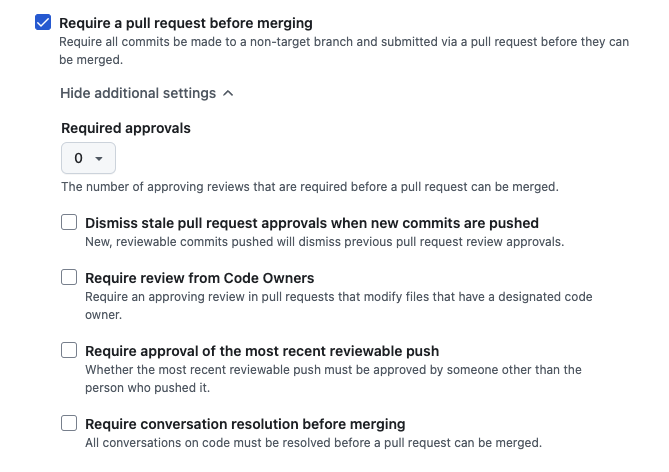 Require a pull request before merging
Require all commits be made to a non-target branch and submitted via a pull request before they can
be merged.
Hide additional settings
Required approvals
0
The number of approving reviews that are required before a pull request can be merged.
Dismiss stale pull request approvals when new commits are pushed
New, reviewable commits pushed will dismiss previous pull request review approvals.
Require review from Code Owners
Require an approving review in pull requests that modify files that have a designated code
owner.
Require approval of the most recent reviewable push
Whether the most recent reviewable push must be approved by someone other than the
person who pushed it.
Require conversation resolution before merging
All conversations on code must be resolved before a pull request can be merged.